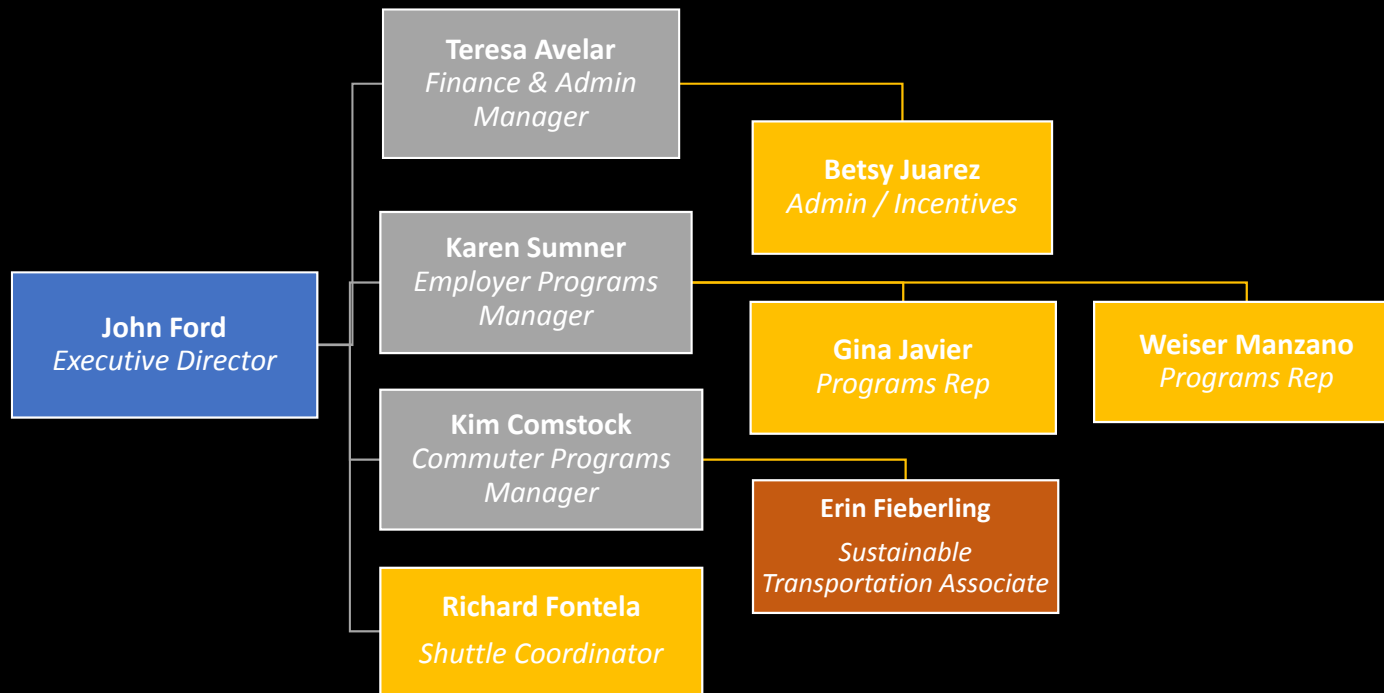 Teresa Avelar
Finance & Admin
Manager
Betsy Juarez
Admin / Incentives
Karen Sumner
Employer Programs
Manager
John Ford
Executive Director
Gina Javier
Programs Rep
Weiser Manzano
Programs Rep
Kim Comstock
Commuter Programs
Manager
Erin Fieberling
Sustainable
Transportation Associate
Richard Fontela
Shuttle Coordinator